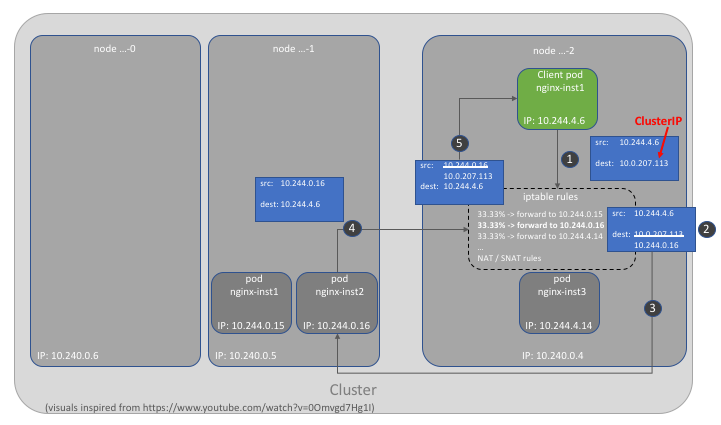 node ...-0
node ...-1
node ...-2
Client pod
nginx-inst1
IP: 10.244.4.6
ClusterIP
src: 10.244.4.6
dest: 10.0.207.113
5
1
src: 10.244.0.16
10.0.207.113
dest: 10.244.4.6
src: 10.244.0.16
dest: 10.244.4.6
iptable rules
33.33% -> forward to 10.244.0.15
33.33% -> forward to 10.244.0.16
33.33% -> forward to 10.244.4.14
...
NAT / SNAT rules
src: 10.244.4.6
dest: 10.0.207.113
10.244.0.16
2
4
3
pod
nginx-inst1
IP: 10.244.0.15
pod
nginx-inst2
IP: 10.244.0.16
pod
nginx-inst3
IP: 10.244.4.14
IP: 10.240.0.6
IP: 10.240.0.5
IP: 10.240.0.4
Cluster
(visuals inspired from https://www.youtube.com/watch?v=0Omvgd7Hg1I)